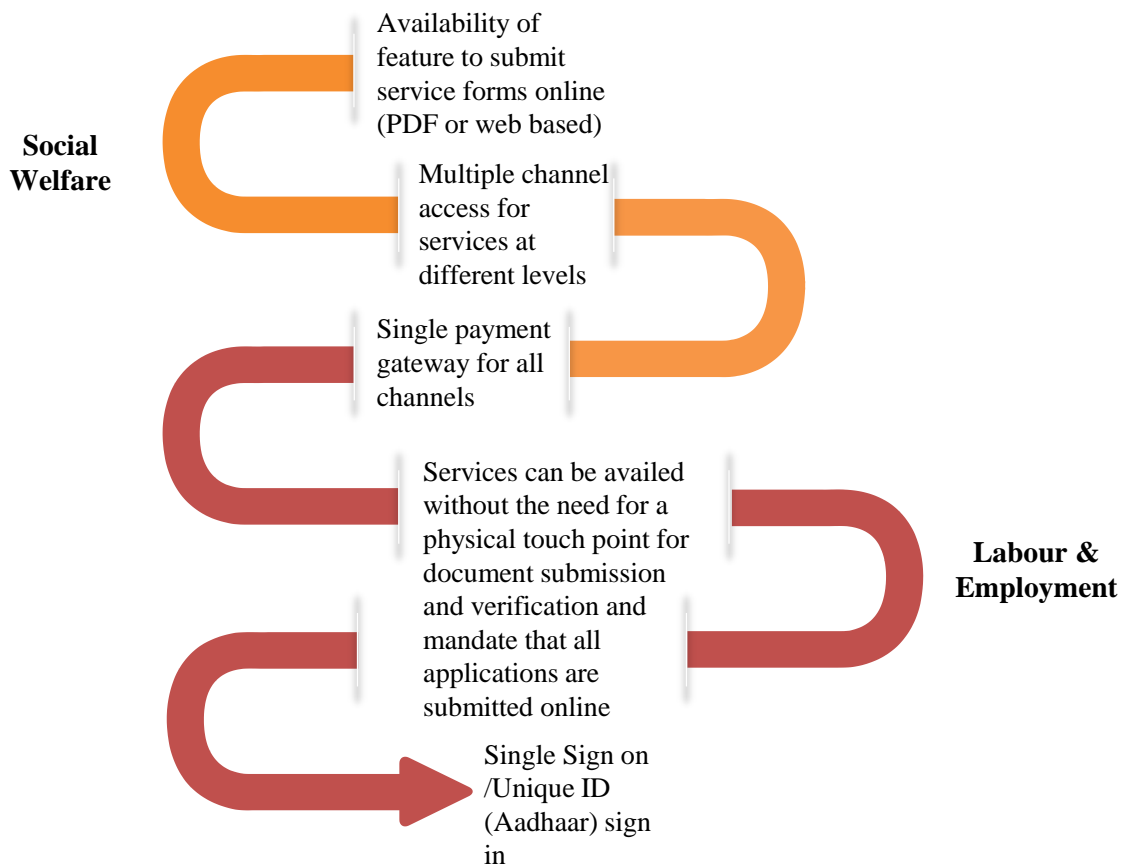 Availability of
feature to submit
service forms online
(PDF or web based)
Social
Welfare
Multiple channel
access for
services at
different levels
Single payment
gateway for all
channels
Services can be availed
without the need for a
physical touch point for
document submission
and verification and
mandate that all
applications are
submitted online
Labour &
Employment
Single Sign on
/Unique ID
(Aadhaar) sign
in